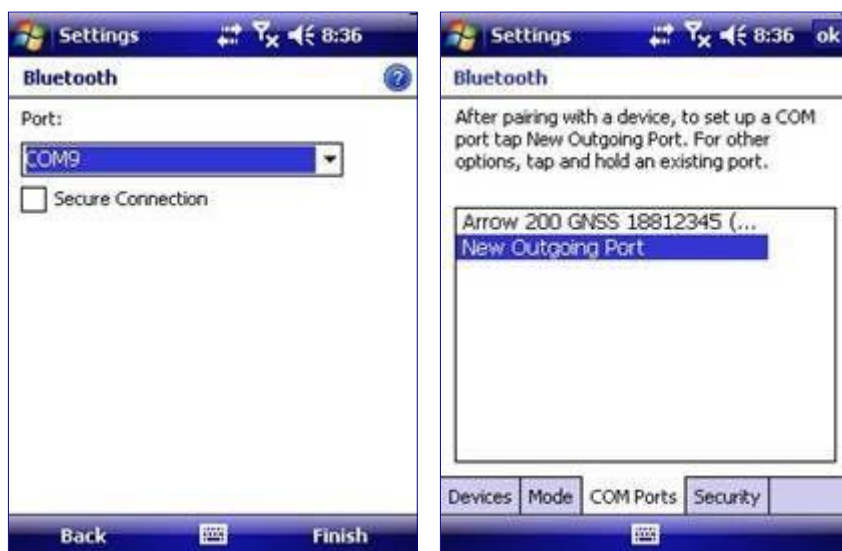 Settings 8:36
Bluetooth
Port:
COM9
Secure Connection
Back Finish
Settings 8:36 ok
Bluetooth
After pairing with a device, to set up a COM
port tap New Outgoing Port. For other
options, tap and hold an existing port.
Arrow 200 GNSS 18812345 (...
New Outgoing Port
Devices Mode COM Ports Security